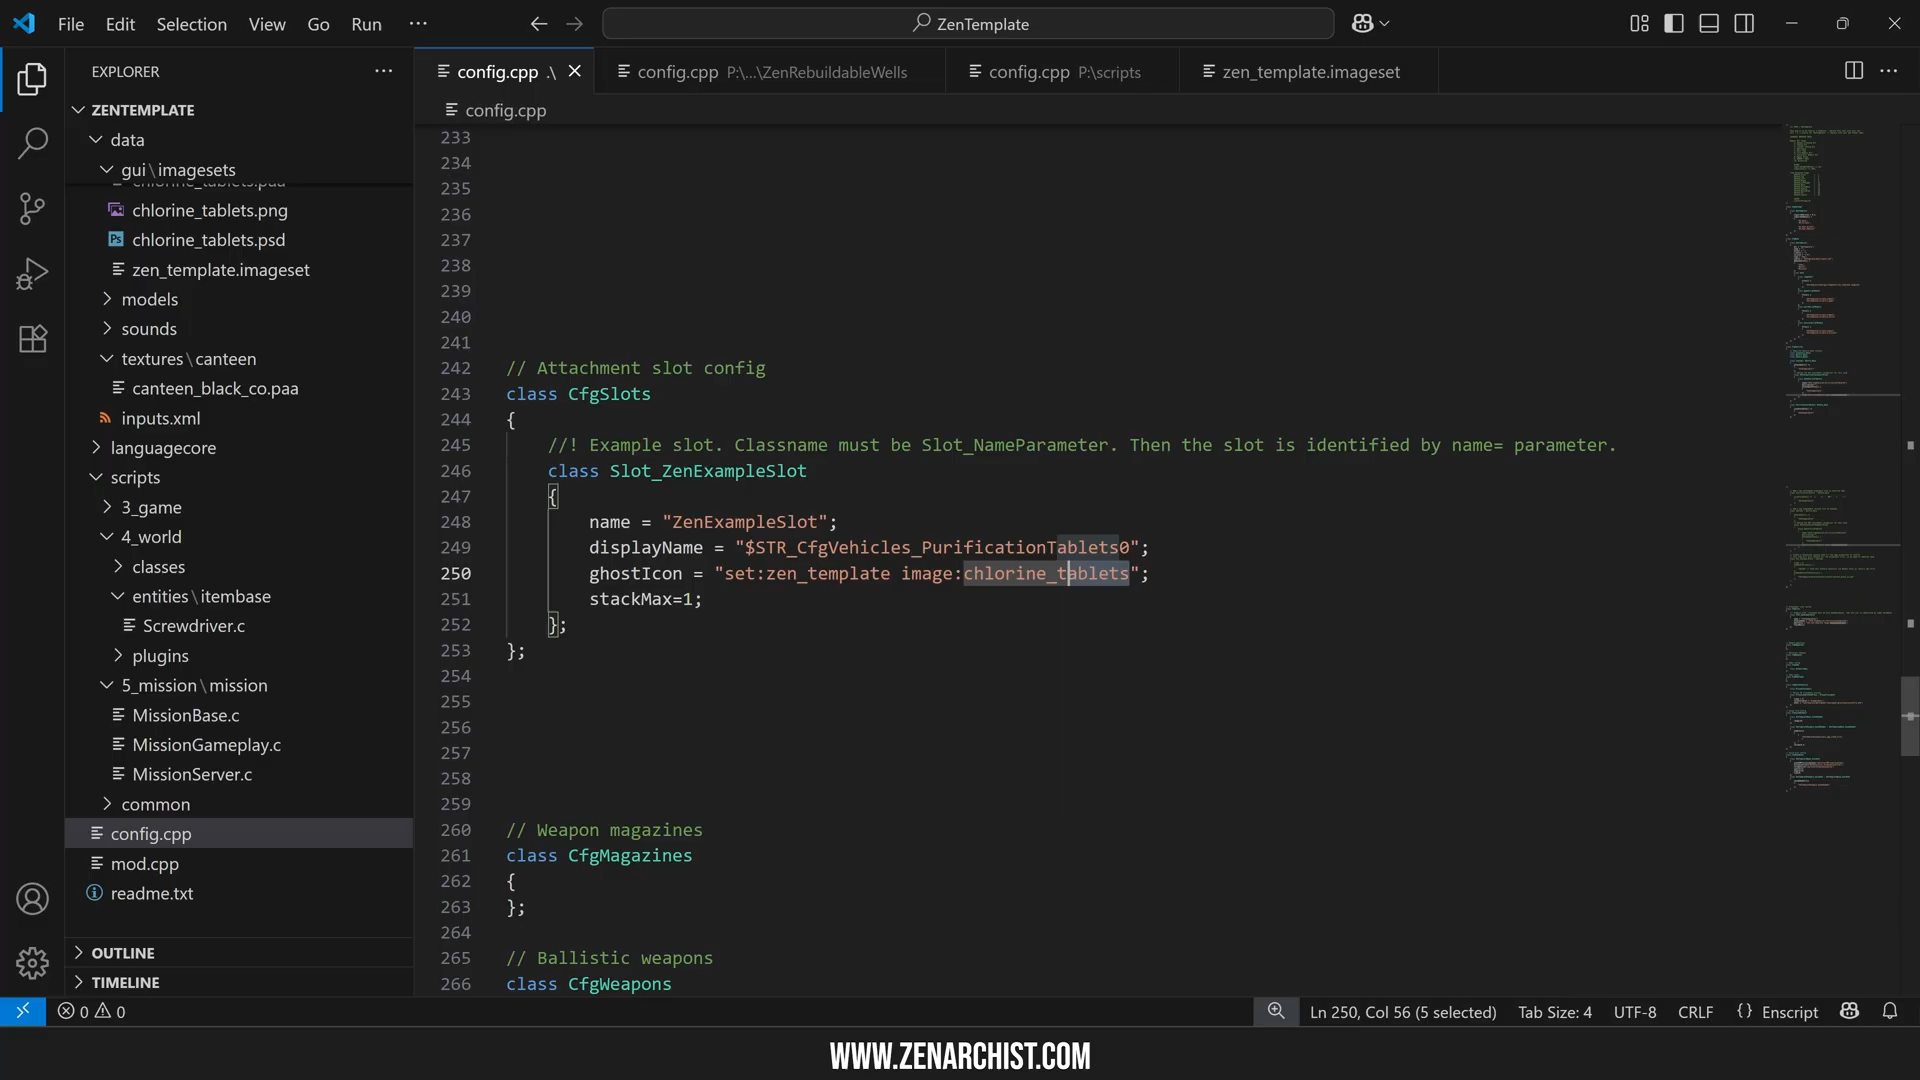 File Edit Selection View Go Run ···
ZenTemplate
EXPLORER
config.cpp .\
config.cpp P:\...\ZenRebuildableWells
config.cpp P:\scripts
zen_template.imageset
ZENTEMPLATE
config.cpp
data
gui\imagesets
chlorine_tablets.paa
chlorine_tablets.png
chlorine_tablets.psd
zen_template.imageset
models
sounds
textures\canteen
canteen_black_co.paa
inputs.xml
languagecore
scripts
3_game
4_world
classes
entities\itembase
Screwdriver.c
plugins
5_mission\mission
MissionBase.c
MissionGameplay.c
MissionServer.c
common
config.cpp
mod.cpp
readme.txt
OUTLINE
TIMELINE
233
234
235
236
237
238
239
240
241
242 // Attachment slot config
243 class CfgSlots
244 {
245 //! Example slot. Classname must be Slot_NameParameter. Then the slot is identified by name= parameter.
246 class Slot_ZenExampleSlot
247 {
248 name = "ZenExampleSlot";
249 displayName = "$STR_CfgVehicles_PurificationTablets0";
250 ghostIcon = "set:zen_template image:chlorine_tablets";
251 stackMax=1;
252 };
253 };
254
255
256
257
258
259
260 // Weapon magazines
261 class CfgMagazines
262 {
263 };
264
265 // Ballistic weapons
266 class CfgWeapons
0 0
Ln 250, Col 56 (5 selected) Tab Size: 4 UTF-8 CRLF {} Enscript
WWW.ZENARCHIST.COM